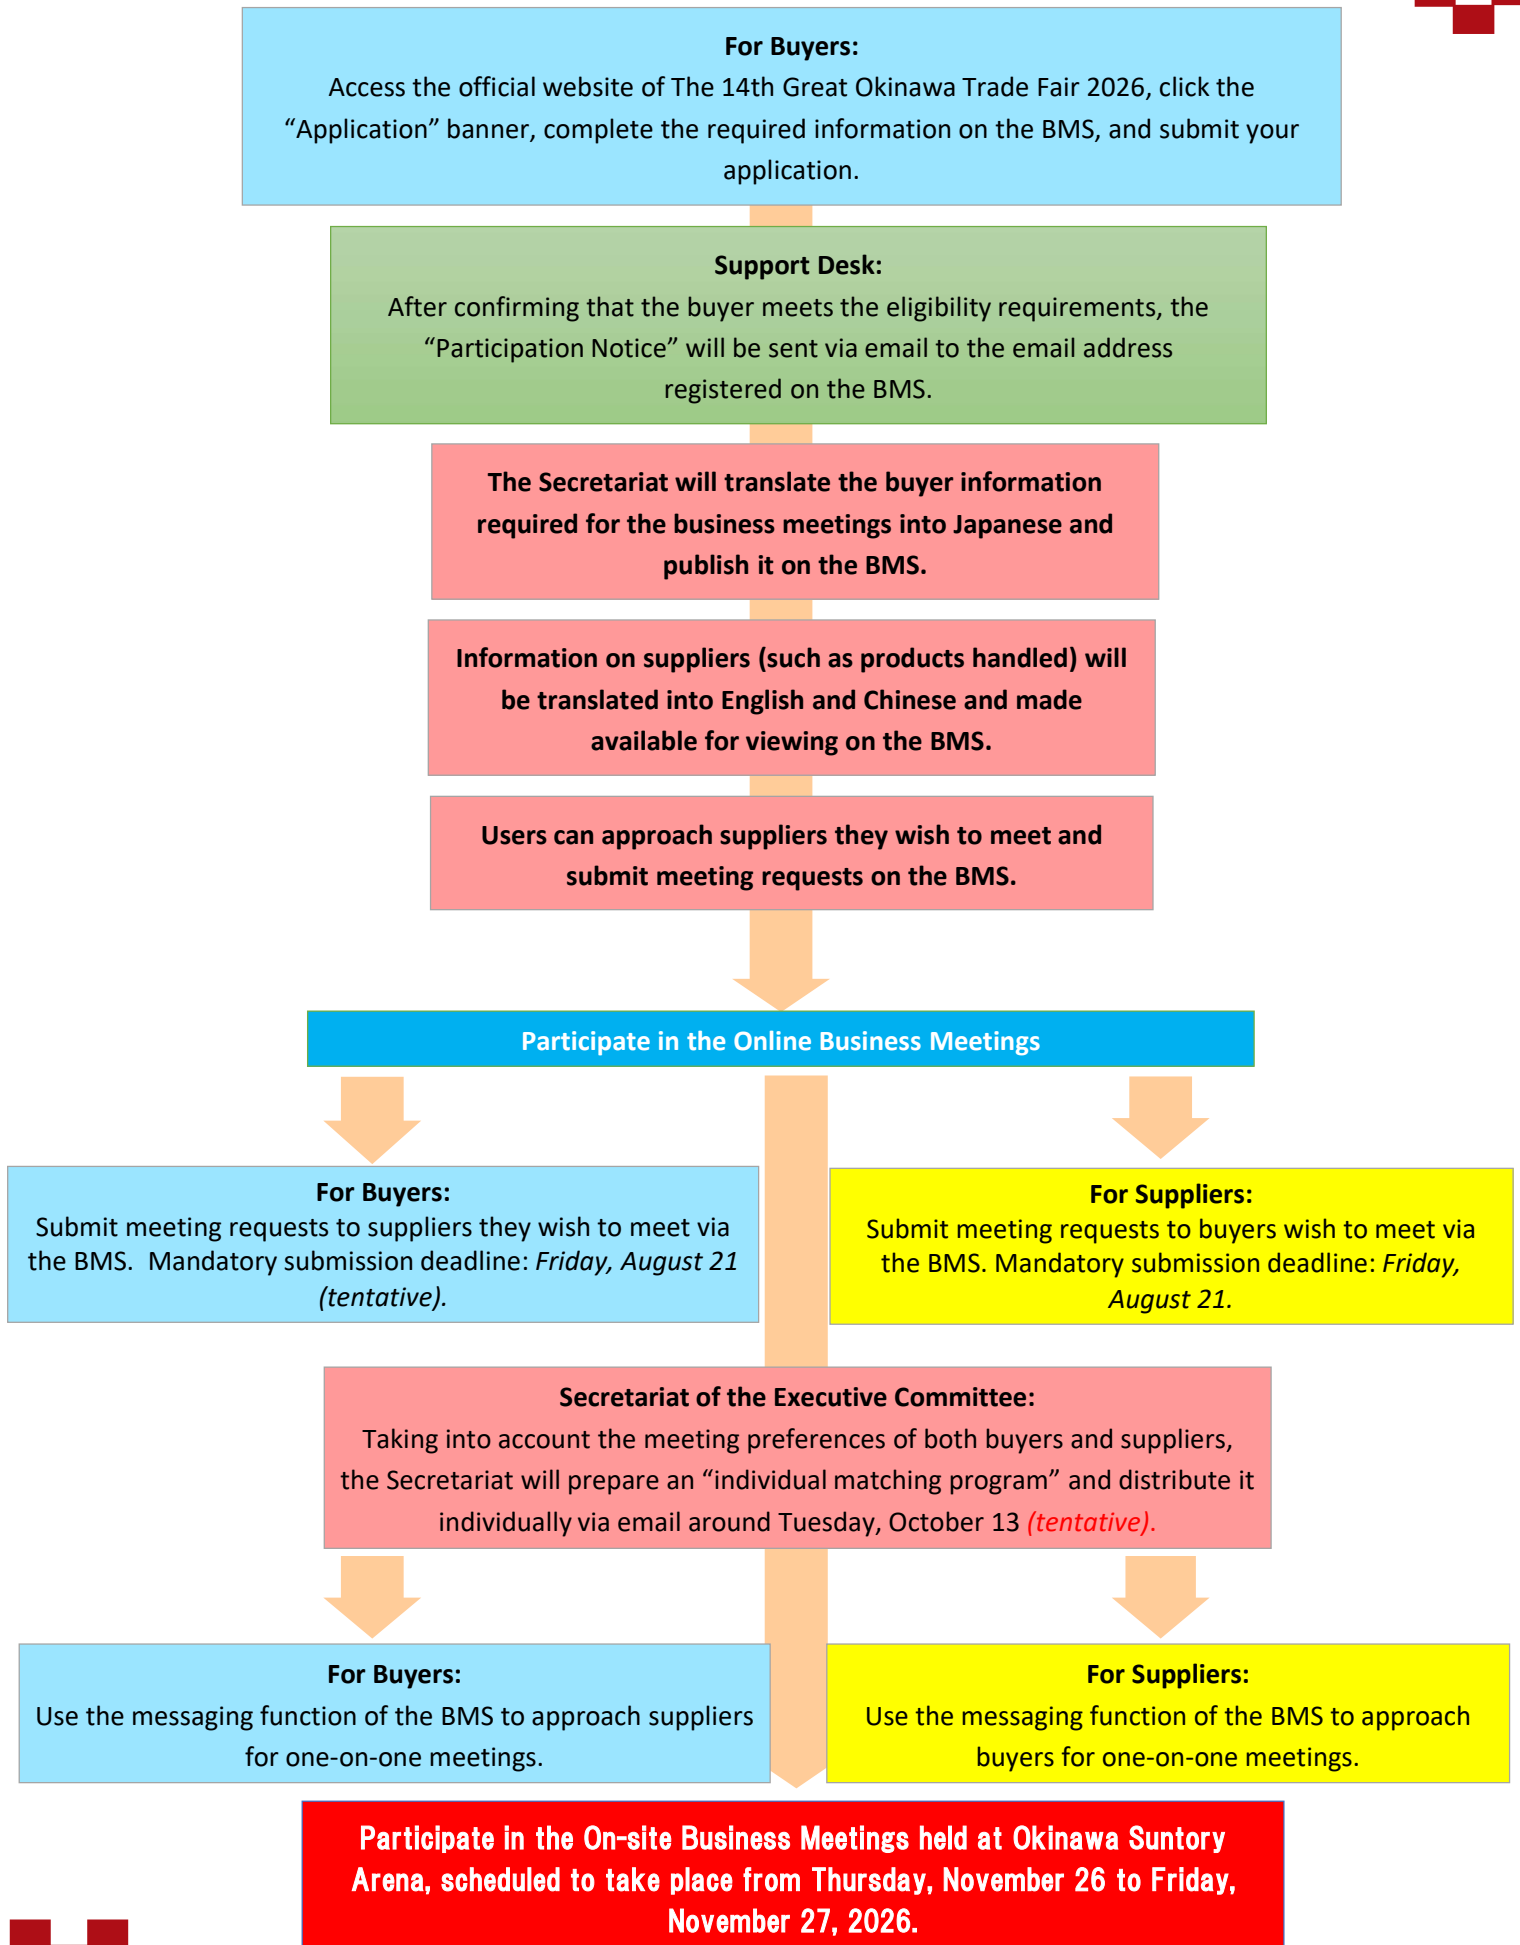 For Buyers:
Access the official website of The 14th Great Okinawa Trade Fair 2026, click the
“Application” banner, complete the required information on the BMS, and submit your
application.
Support Desk:
After confirming that the buyer meets the eligibility requirements, the
“Participation Notice” will be sent via email to the email address
registered on the BMS.
The Secretariat will translate the buyer information
required for the business meetings into Japanese and
publish it on the BMS.
Information on suppliers (such as products handled) will
be translated into English and Chinese and made
available for viewing on the BMS.
Users can approach suppliers they wish to meet and
submit meeting requests on the BMS.
Participate in the Online Business Meetings
For Buyers:
Submit meeting requests to suppliers they wish to meet via
the BMS.  Mandatory submission deadline: Friday, August 21
(tentative).
For Suppliers:
Submit meeting requests to buyers wish to meet via
the BMS. Mandatory submission deadline: Friday,
August 21.
Secretariat of the Executive Committee:
Taking into account the meeting preferences of both buyers and suppliers,
the Secretariat will prepare an “individual matching program” and distribute it
individually via email around Tuesday, October 13 (tentative).
For Buyers:
Use the messaging function of the BMS to approach suppliers
for one-on-one meetings.
For Suppliers:
Use the messaging function of the BMS to approach
buyers for one-on-one meetings.
Participate in the On-site Business Meetings held at Okinawa Suntory
Arena, scheduled to take place from Thursday, November 26 to Friday,
November 27, 2026.